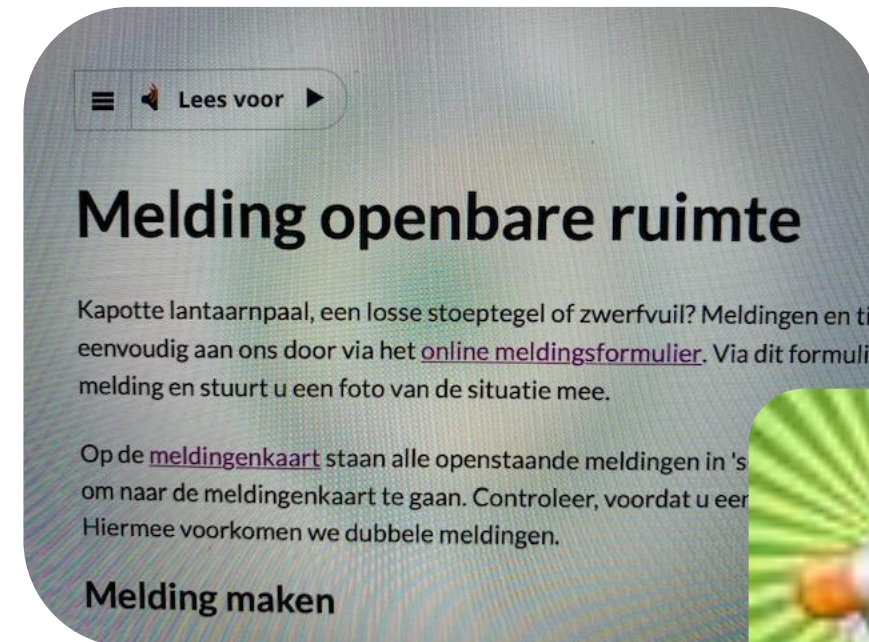 Lees voor
Melding openbare ruimte
Kapotte lantaarnpaal, een losse stoeptegel of zwerfvuil? Meldingen en ti
eenvoudig aan ons door via het online meldingsformulier. Via dit formuli
melding en stuurt u een foto van de situatie mee.
Op de meldingenkaart staan alle openstaande meldingen in 's
om naar de meldingenkaart te gaan. Controleer, voordat u eer
Hiermee voorkomen we dubbele meldingen.
Melding maken